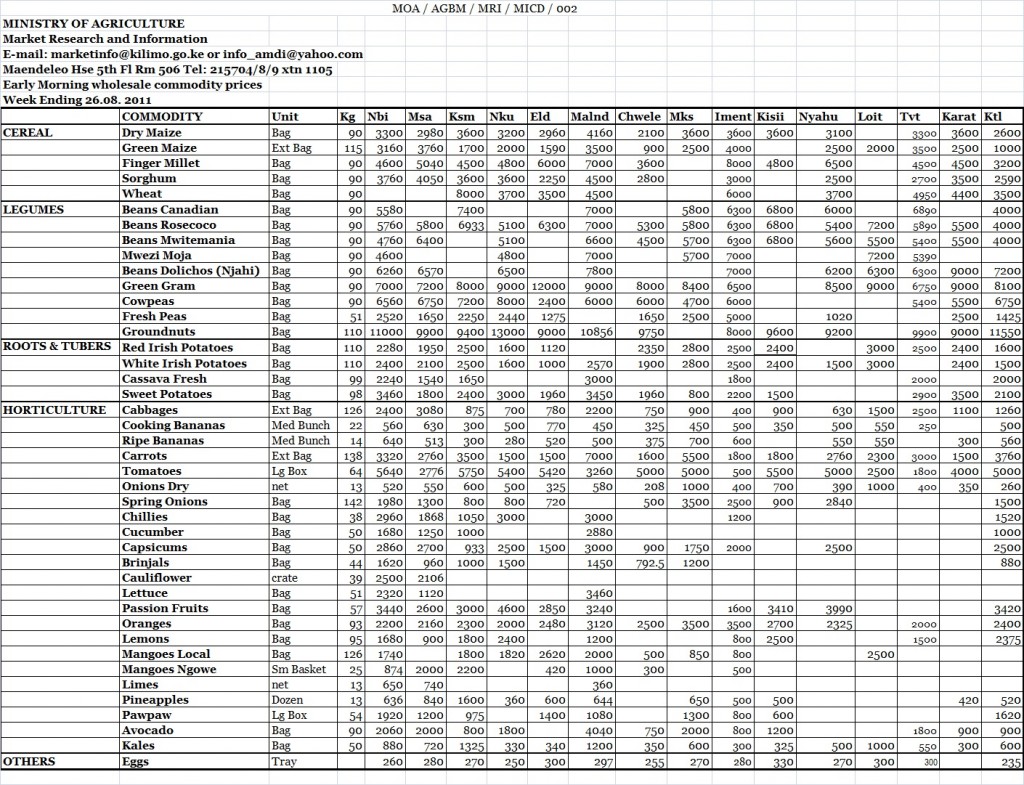 MOA / AGBM / MRI / MICD / 002
MINISTRY OF AGRICULTURE
Market Research and Information
E-mail: marketinfo@kilimo.go.ke or info_amdi@yahoo.com
Maendeleo Hse 5th Fl Rm 506 Tel: 215704/8/9 xtn 1105
Early Morning wholesale commodity prices
Week Ending 26.08. 2011
COMMODITY Unit Kg Nbi Msa Ksm Nku Eld Malnd Chwele Mks Iment Kisii Nyahu Loit Tvt Karat Ktl
CEREAL Dry Maize Bag 90 3300 2980 3600 3200 2960 4160 2100 3600 3600 3600 3100 3300 3600 2600
Green Maize Ext Bag 115 3160 3760 1700 2000 1590 3500 900 2500 4000 2500 2000 3500 2500 1000
Finger Millet Bag 90 4600 5040 4500 4800 6000 7000 3600 8000 4800 6500 4500 4500 3200
Sorghum Bag 90 3760 4050 3600 3600 2250 4500 2800 3000 2500 2700 3500 2590
Wheat Bag 90 8000 3700 3500 4500 6000 3700 4950 4400 3500
LEGUMES Beans Canadian Bag 90 5580 7400 7000 5800 6300 6800 6000 6890 4000
Beans Rosecoco Bag 90 5760 5800 6933 5100 6300 7000 5300 5800 6300 6800 5400 7200 5890 5500 4000
Beans Mwitemania Bag 90 4760 6400 5100 6600 4500 5700 6300 6800 5600 5500 5400 5500 4000
Mwezi Moja Bag 90 4600 4800 7000 5700 7000 7200 5390
Beans Dolichos (Njahi) Bag 90 6260 6570 6500 7800 7000 6200 6300 6300 9000 7200
Green Gram Bag 90 7000 7200 8000 9000 12000 9000 8000 8400 6500 8500 9000 6750 9000 8100
Cowpeas Bag 90 6560 6750 7200 8000 2400 6000 6000 4700 6000 5400 5500 6750
Fresh Peas Bag 51 2520 1650 2250 2440 1275 1650 2500 5000 1020 2500 1425
Groundnuts Bag 110 11000 9900 9400 13000 9000 10856 9750 8000 9600 9200 9900 9000 11550
ROOTS & TUBERS Red Irish Potatoes Bag 110 2280 1950 2500 1600 1120 2350 2800 2500 2400 3000 2500 2400 1600
White Irish Potatoes Bag 110 2400 2100 2500 1600 1000 2570 1900 2800 2500 2400 1500 3000 2400 1500
Cassava Fresh Bag 99 2240 1540 1650 3000 1800 2000 2000
Sweet Potatoes Bag 98 3460 1800 2400 3000 1960 3450 1960 800 2200 1500 2900 3500 2100
HORTICULTURE Cabbages Ext Bag 126 2400 3080 875 700 780 2200 750 900 400 900 630 1500 2500 1100 1260
Cooking Bananas Med Bunch 22 560 630 300 500 770 450 325 450 500 350 500 550 250 500
Ripe Bananas Med Bunch 14 640 513 300 280 520 500 375 700 600 550 550 300 560
Carrots Ext Bag 138 3320 2760 3500 1500 1500 7000 1600 5500 1800 1800 2760 2300 3000 1500 3760
Tomatoes Lg Box 64 5640 2776 5750 5400 5420 3260 5000 5000 500 5500 5000 2500 1800 4000 5000
Onions Dry net 13 520 550 600 500 325 580 208 1000 400 700 390 1000 400 350 260
Spring Onions Bag 142 1980 1300 800 800 720 500 3500 2500 900 2840 1500
Chillies Bag 38 2960 1868 1050 3000 3000 1200 1520
Cucumber Bag 50 1680 1250 1000 2880 1000
Capsicums Bag 50 2860 2700 933 2500 1500 3000 900 1750 2000 2500 2500
Brinjals Bag 44 1620 960 1000 1500 1450 792.5 1200 880
Cauliflower crate 39 2500 2106
Lettuce Bag 51 2320 1120 3460
Passion Fruits Bag 57 3440 2600 3000 4600 2850 3240 1600 3410 3990 3420
Oranges Bag 93 2200 2160 2300 2000 2480 3120 2500 3500 3500 2700 2325 2000 2400
Lemons Bag 95 1680 900 1800 2400 1200 800 2500 1500 2375
Mangoes Local Bag 126 1740 1800 1820 2620 2000 500 850 800 2500
Mangoes Ngowe Sm Basket 25 874 2000 2200 420 1000 300 500
Limes net 13 650 740 360
Pineapples Dozen 13 636 840 1600 360 600 644 650 500 500 420 520
Pawpaw Lg Box 54 1920 1200 975 1400 1080 1300 800 600 1620
Avocado Bag 90 2060 2000 800 1800 4040 750 2000 800 1200 1800 900 900
Kales Bag 50 880 720 1325 330 340 1200 350 600 300 325 500 1000 550 300 600
OTHERS Eggs Tray 260 280 270 250 300 297 255 270 280 330 270 300 300 235